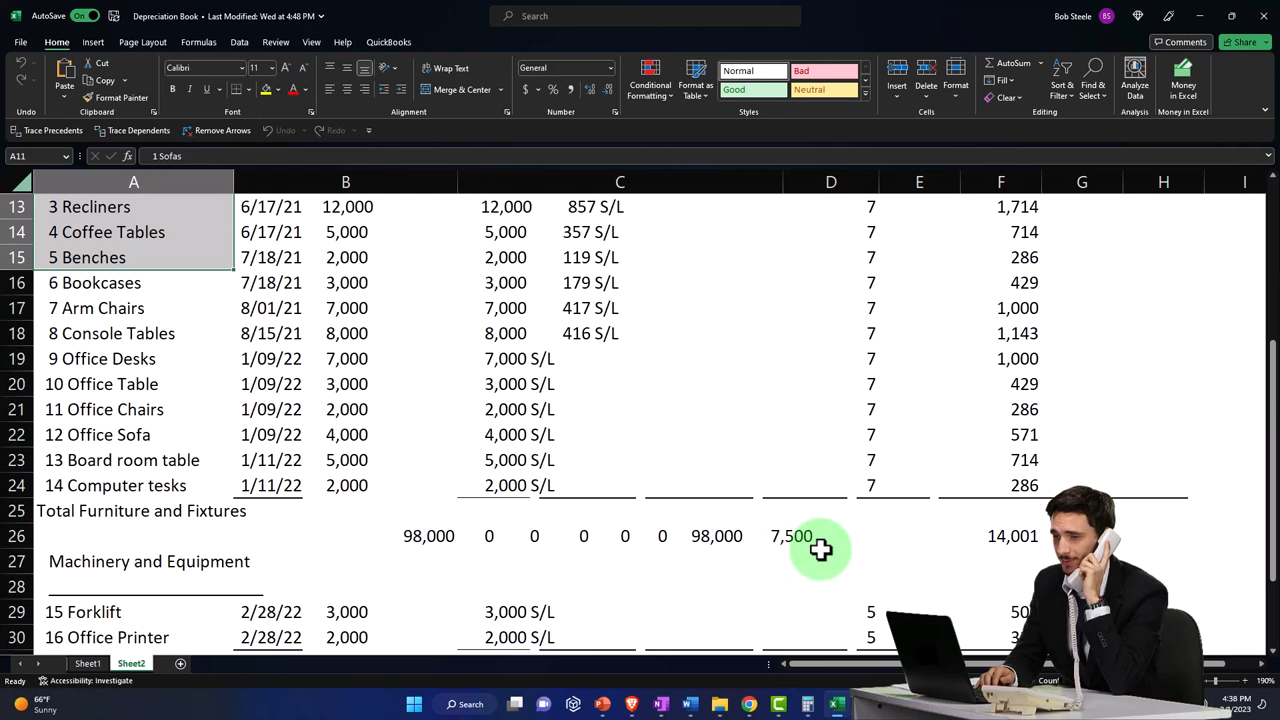 AutoSave On Depreciation Book • Last Modified: Wed at 4:48 PM Search Bob Steele BS
File Home Insert Page Layout Formulas Data Review View Help QuickBooks Comments Share
Cut Calibri 11 Wrap Text General Normal Bad AutoSum
Paste Copy Conditional Format as Insert Delete Format Fill Sort & Find & Analyze Money
Format Painter B I U A Merge & Center $ % Formatting Table Good Neutral Clear Filter Select Data in Excel
Undo Clipboard Font Alignment Number Styles Cells Editing Analysis Money in Excel
Trace Precedents Trace Dependents Remove Arrows Undo Redo
A11 fx 1 Sofas
A B C D E F G H I
13 3 Recliners 6/17/21 12,000 12,000 857 S/L 7 1,714
14 4 Coffee Tables 6/17/21 5,000 5,000 357 S/L 7 714
15 5 Benches 7/18/21 2,000 2,000 119 S/L 7 286
16 6 Bookcases 7/18/21 3,000 3,000 179 S/L 7 429
17 7 Arm Chairs 8/01/21 7,000 7,000 417 S/L 7 1,000
18 8 Console Tables 8/15/21 8,000 8,000 416 S/L 7 1,143
19 9 Office Desks 1/09/22 7,000 7,000 S/L 7 1,000
20 10 Office Table 1/09/22 3,000 3,000 S/L 7 429
21 11 Office Chairs 1/09/22 2,000 2,000 S/L 7 286
22 12 Office Sofa 1/09/22 4,000 4,000 S/L 7 571
23 13 Board room table 1/11/22 5,000 5,000 S/L 7 714
24 14 Computer tesks 1/11/22 2,000 2,000 S/L 7 286
25 Total Furniture and Fixtures
26 98,000 0 0 0 0 0 98,000 7,500 14,001
27 Machinery and Equipment
28
29 15 Forklift 2/28/22 3,000 3,000 S/L 5
30 16 Office Printer 2/28/22 2,000 2,000 S/L 5
Sheet1 Sheet2
Ready Accessibility: Investigate 190%
66°F
Sunny Search 4:38 PM